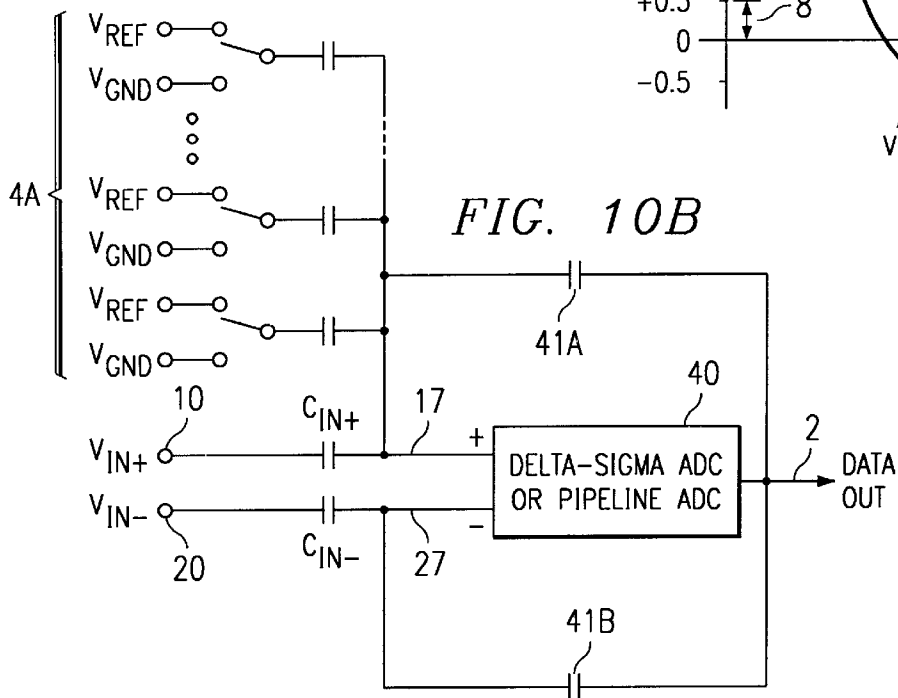 +0.5
8
0
-0.5
V
V_REF
V_GND
4A
V_REF
V_GND
V_REF
V_GND
FIG. 10B
41A
10
C_IN+
17
40
V_IN+
+
DELTA-SIGMA ADC
OR PIPELINE ADC
2
DATA
OUT
V_IN-
-
20
C_IN-
27
41B